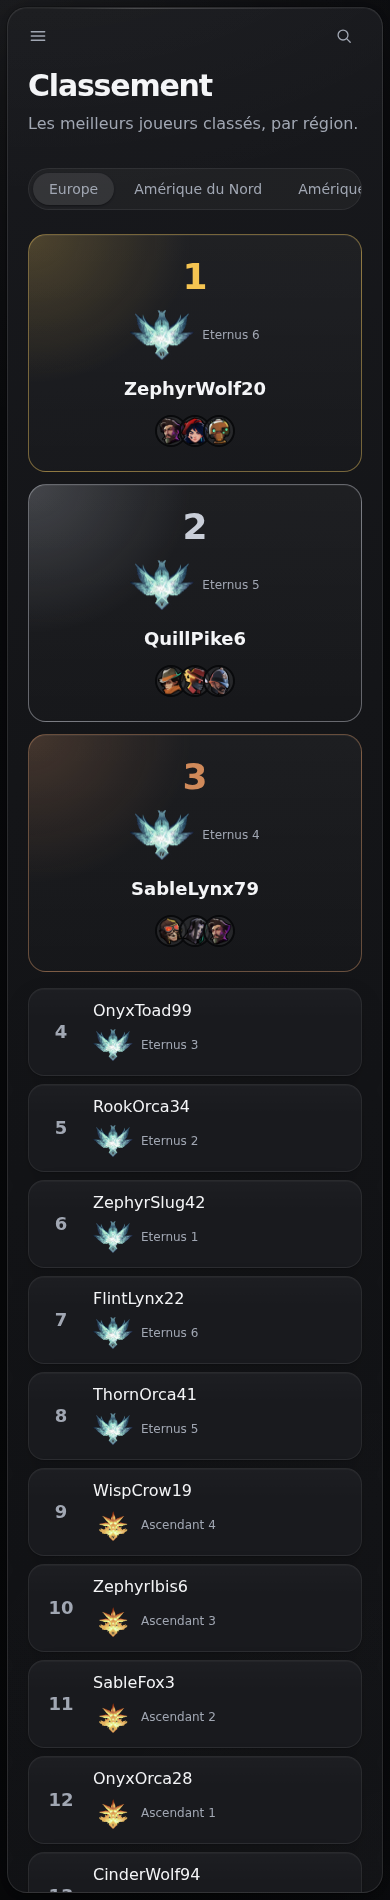 Classement
Les meilleurs joueurs classés, par région.
Europe Amérique du Nord Amérique
1
Eternus 6
ZephyrWolf20
2
Eternus 5
QuillPike6
3
Eternus 4
SableLynx79
4
OnyxToad99
Eternus 3
5
RookOrca34
Eternus 2
6
ZephyrSlug42
Eternus 1
7
FlintLynx22
Eternus 6
8
ThornOrca41
Eternus 5
9
WispCrow19
Ascendant 4
10
ZephyrIbis6
Ascendant 3
11
SableFox3
Ascendant 2
12
OnyxOrca28
Ascendant 1
CinderWolf94